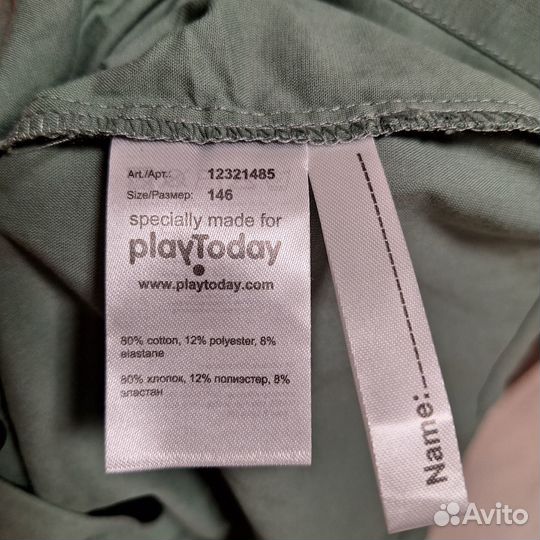 Art./Арт.: 12321485
Size/Размер: 146
specially made for
playToday
www.playtoday.com
80% cotton, 12% polyester, 8%
elastane
80% хлопок, 12% полиэстер, 8%
эластан
Name:
Avito